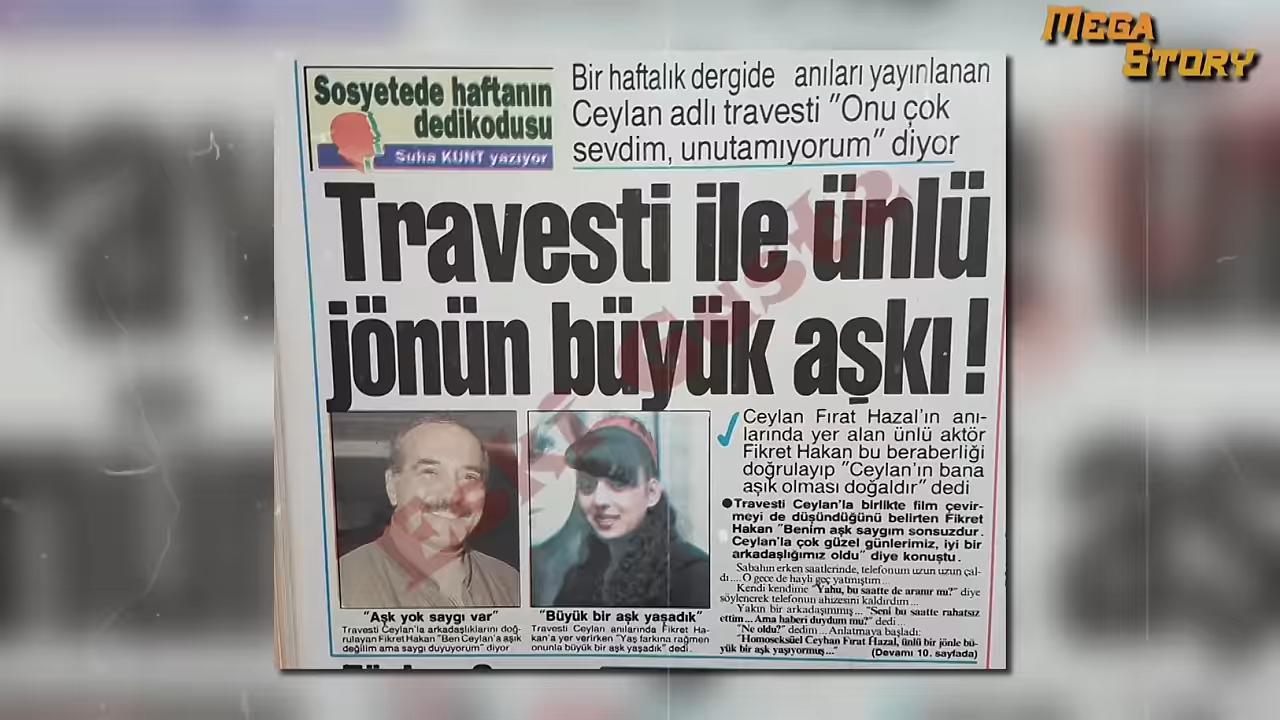 MEGA
STORY
Sosyetede haftanın
dedikodusu
Suha KUNT yazıyor
Bir haftalık dergide anıları yayınlanan
Ceylan adlı travesti "Onu çok
sevdim, unutamıyorum" diyor
Travesti ile ünlü
jönün büyük aşkı!
Eski Gusto
"Aşk yok saygı var"
Travesti Ceylan'la arkadaşlıklarını doğ-
rulayan Fikret Hakan "Ben Ceylan'a aşık
değilim ama saygı duyuyorum" diyor
"Büyük bir aşk yaşadık"
Travesti Ceylan anılarında Fikret Ha-
kan'a yer verirken "Yaş farkına rağmen
onunla büyük bir aşk yaşadık" dedi.
Ceylan Fırat Hazal'ın anı-
larında yer alan ünlü aktör
Fikret Hakan bu beraberliği
doğrulayıp "Ceylan'ın bana
aşık olması doğaldır" dedi
●Travesti Ceylan'la birlikte film çevir-
meyi de düşündüğünü belirten Fikret
Hakan "Benim aşk saygım sonsuzdur.
Ceylan'la çok güzel günlerimiz, iyi bir
arkadaşlığımız oldu" diye konuştu.
Sabahın erken saatlerinde, telefonum uzun uzun çal-
dı.... O gece de hayli geç yatmıştım...
Kendi kendime "Yahu, bu saatte de aranır mı?" diye
söylenerek telefonun ahizesini kaldırdım...
Yakın bir arkadaşımmış... "Seni bu saatte rahatsız
ettim... Ama haberi duydum mu?" dedi...
"Ne oldu?" dedim... Anlatmaya başladı:
"Homoseksüel Ceyhan Fırat Hazal, ünlü bir jönle bü-
yük bir aşk yaşıyormuş..."
(Devamı 10. sayfada)